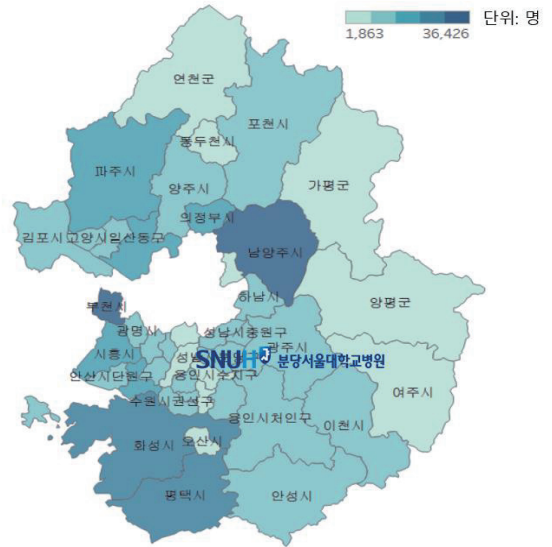 단위: 명
1,863 36,426
연천군
포천시
동두천시
파주시
가평군
양주시
의정부시
김포시 고양시일산동구
남양주시
하남시
양평군
부천시
광명시
성남시중원구
시흥시
광주시
SNUH 분당서울대학교병원
안산시단원구
용인시수지구
여주시
수원시권선구
용인시처인구
이천시
화성시
오산시
평택시
안성시